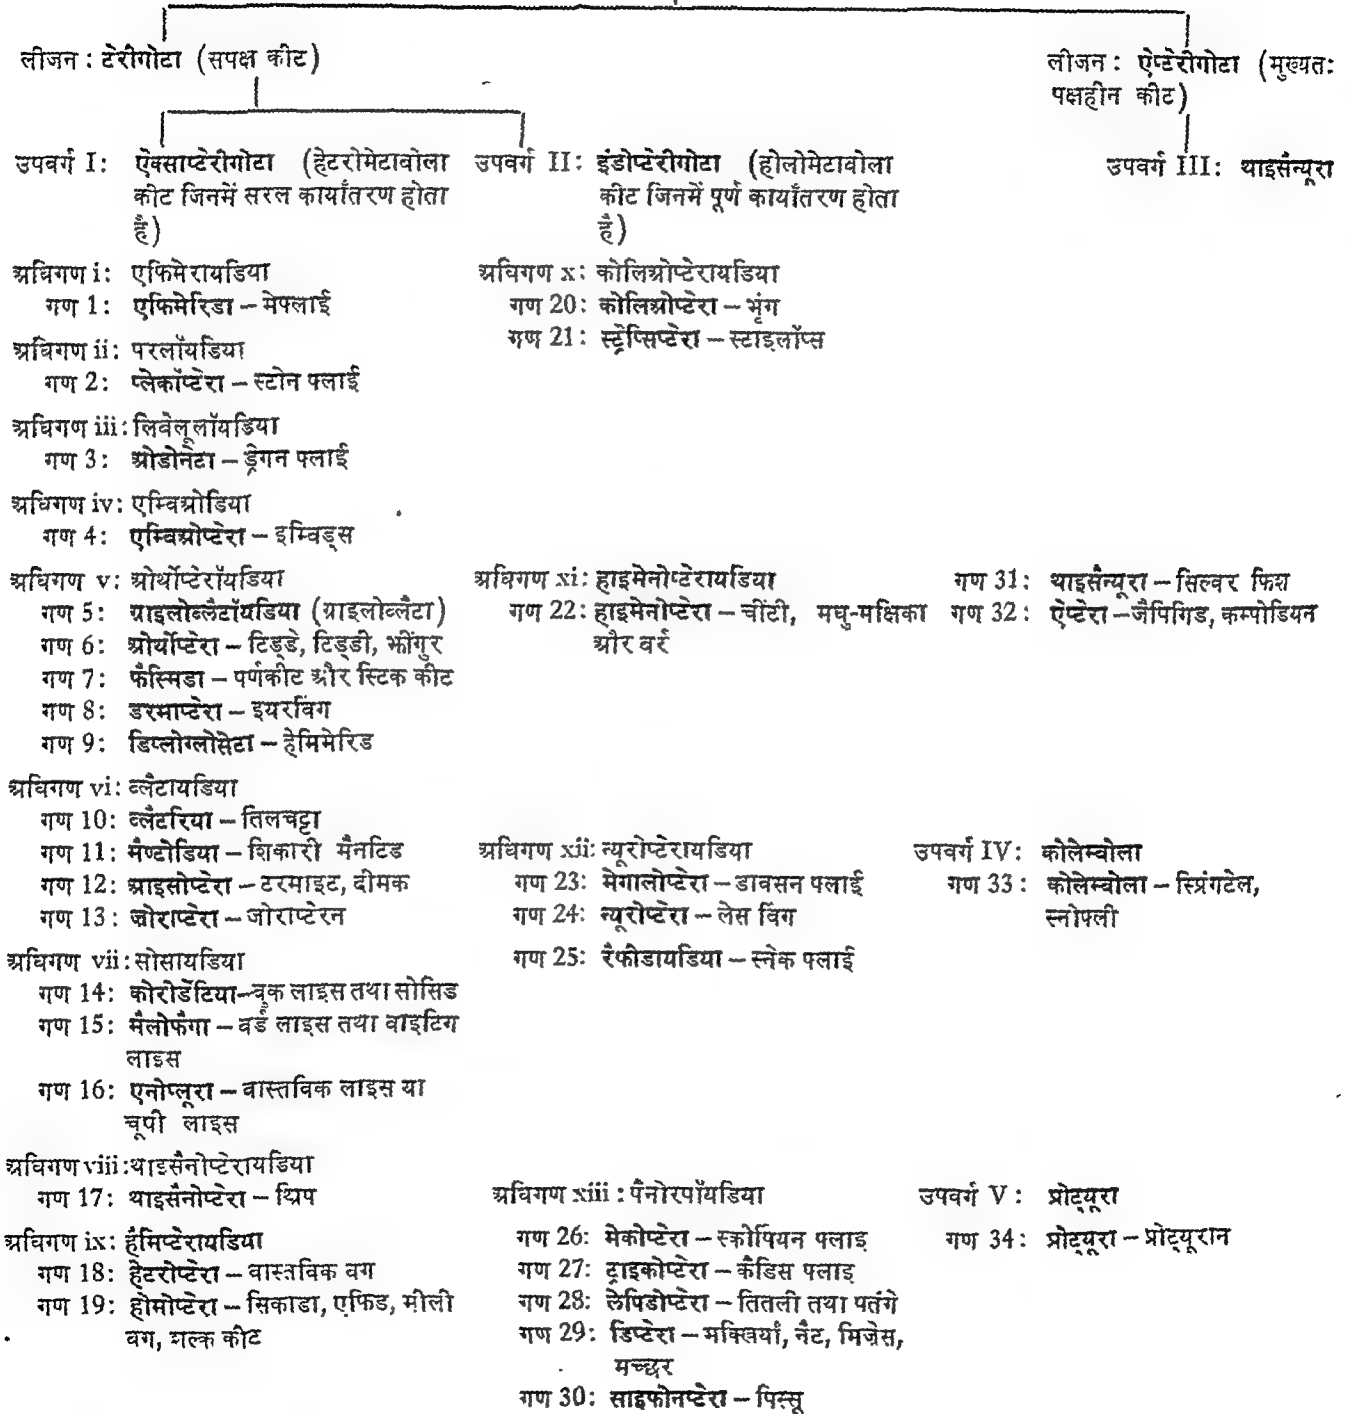 लीजन : टेरीगोटा (सपक्ष कीट)
लीजन : ऐप्टेरीगोटा (मुख्यतः
पक्षहीन कीट)
उपवर्ग I: ऐक्साप्टेरीगोटा (हेटरोमेटाबोला
कीट जिनमें सरल कायाँतरण होता
है)
उपवर्ग II: इंडोप्टेरीगोटा (होलोमेटाबोला
कीट जिनमें पूर्ण कायाँतरण होता
है)
उपवर्ग III: थाइसैन्यूरा
अधिगण i: एफिमेरायडिया
गण 1: एफिमेरिडा – मेफ्लाई
अधिगण ii: परलॉयडिया
गण 2: प्लेकॉप्टेरा – स्टोन फ्लाई
अधिगण iii: लिबेलूलॉयडिया
गण 3: ओडोनेटा – ड्रेगन फ्लाई
अधिगण iv: एम्बिओडिया
गण 4: एम्बिओप्टेरा – इम्बिड्स
अधिगण v: ओर्थोप्टेरॉयडिया
गण 5: ग्राइलोब्लैटॉयडिया (ग्राइलोब्लैटा)
गण 6: ओर्योप्टेरा – टिड्डे, टिड्डी, झींगुर
गण 7: फैस्मिडा – पर्णकीट और स्टिक कीट
गण 8: डरमाप्टेरा – इयरविंग
गण 9: डिप्लोग्लोसेटा – हेमिमेरिड
अधिगण vi: ब्लैटायडिया
गण 10: ब्लैटरिया – तिलचट्टा
गण 11: मैण्टोडिया – शिकारी मैनटिड
गण 12: आइसोप्टेरा – टरमाइट, दीमक
गण 13: जोराप्टेरा – जोराप्टेरन
अधिगण vii: सोसायडिया
गण 14: कोरोडेंटिया–बुक लाइस तथा सोसिड
गण 15: मैलोफैगा – बर्ड लाइस तथा बाइटिंग
लाइस
गण 16: एनोप्लूरा – वास्तविक लाइस या
चूपी लाइस
अधिगण viii: थाइसैनोप्टेरायडिया
गण 17: थाइसैनोप्टेरा – थ्रिप
अधिगण ix: हैमिप्टेरायडिया
गण 18: हेटरोप्टेरा – वास्तविक बग
गण 19: होमोप्टेरा – सिकाडा, एफिड, मीली
बग, शल्क कीट
अधिगण x: कोलिओप्टेरायडिया
गण 20: कोलिओप्टेरा – भृंग
गण 21: स्ट्रेप्सिप्टेरा – स्टाइलॉप्स
अधिगण xi: हाइमेनोप्टेरायडिया
गण 22: हाइमेनोप्टेरा – चींटी, मधु-मक्षिका
और बर्र
अधिगण xii: न्यूरोप्टेरायडिया
गण 23: मेगालोप्टेरा – डाबसन फ्लाई
गण 24: न्यूरोप्टेरा – लेस विंग
गण 25: रैफीडायडिया – स्नेक फ्लाई
अधिगण xiii : पैनोरपॉयडिया
गण 26: मेकोप्टेरा – स्कोर्पियन फ्लाइ
गण 27: ट्राइकोप्टेरा – कैडिस फ्लाइ
गण 28: लेपिडोप्टेरा – तितली तथा पतंगे
गण 29: डिप्टेरा – मक्खियाँ, नैट, मिजेस,
मच्छर
गण 30: साइफोनप्टेरा – पिस्सू
गण 31: थाइसैन्यूरा – सिल्वर फिश
गण 32: ऐप्टेरा – जैपिगिड, कम्पोडियन
उपवर्ग IV: कोलेम्बोला
गण 33 : कोलेम्बोला – स्प्रिंगटेल,
स्नोफ्ली
उपवर्ग V : प्रोट्यूरा
गण 34: प्रोट्यूरा – प्रोट्यूरान